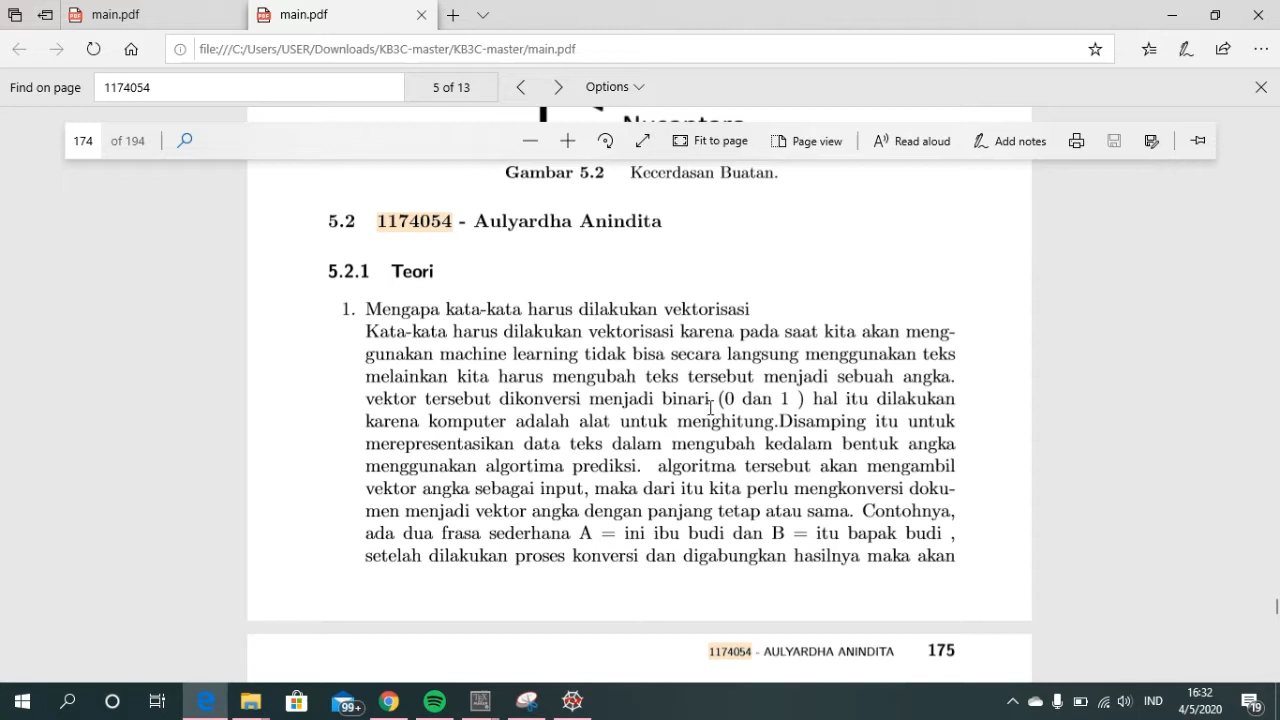 main.pdf
main.pdf
file:///C:/Users/USER/Downloads/KB3C-master/KB3C-master/main.pdf
Find on page
1174054
5 of 13
Options
174 of 194
Fit to page
Page view
Read aloud
Add notes
Gambar 5.2 Kecerdasan Buatan.
5.2 1174054 - Aulyardha Anindita
5.2.1 Teori
1. Mengapa kata-kata harus dilakukan vektorisasi
Kata-kata harus dilakukan vektorisasi karena pada saat kita akan meng-
gunakan machine learning tidak bisa secara langsung menggunakan teks
melainkan kita harus mengubah teks tersebut menjadi sebuah angka.
vektor tersebut dikonversi menjadi binari (0 dan 1 ) hal itu dilakukan
karena komputer adalah alat untuk menghitung.Disamping itu untuk
merepresentasikan data teks dalam mengubah kedalam bentuk angka
menggunakan algortima prediksi. algoritma tersebut akan mengambil
vektor angka sebagai input, maka dari itu kita perlu mengkonversi doku-
men menjadi vektor angka dengan panjang tetap atau sama. Contohnya,
ada dua frasa sederhana A = ini ibu budi dan B = itu bapak budi ,
setelah dilakukan proses konversi dan digabungkan hasilnya maka akan
1174054 - AULYARDHA ANINDITA 175
99+
IND
16:32
4/5/2020
19